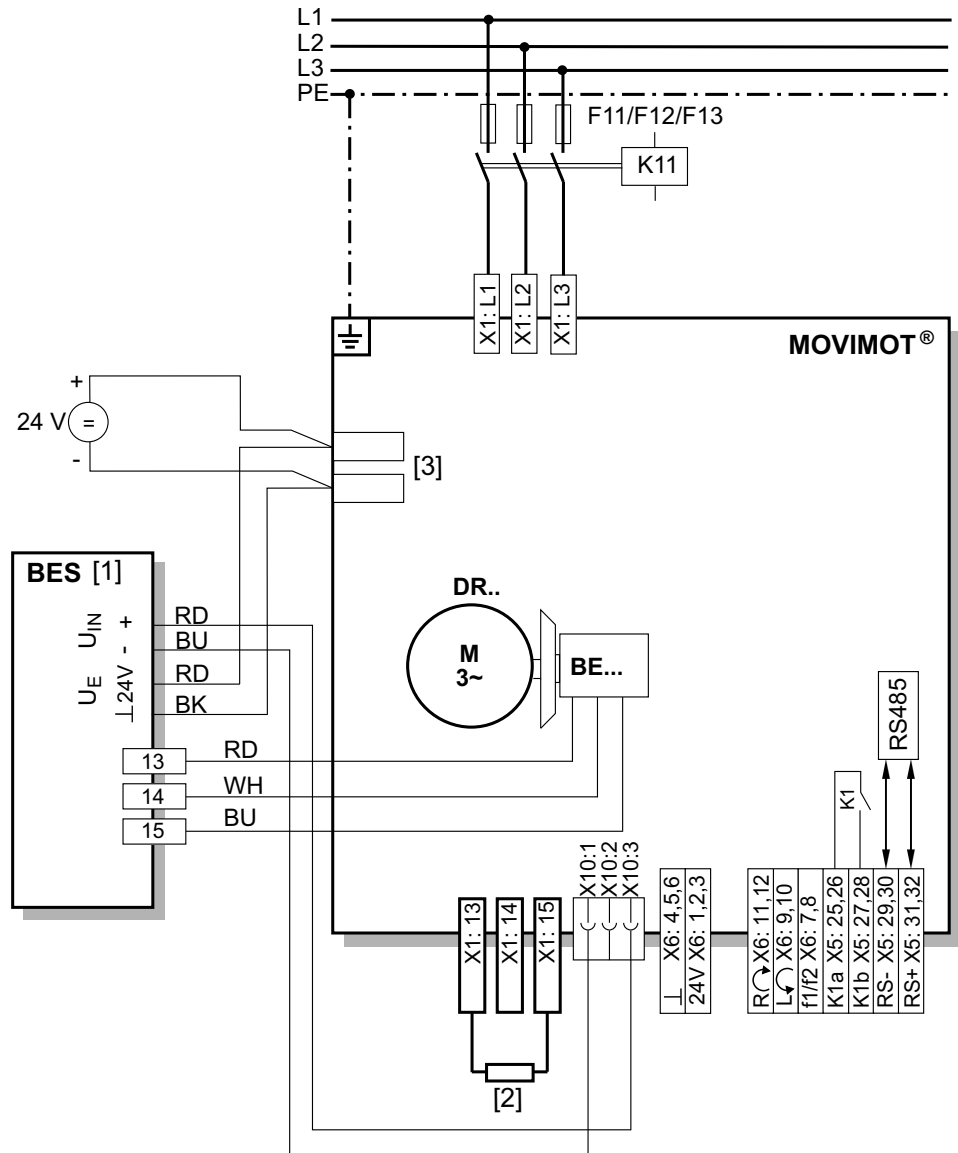 L1
L2
L3
PE
F11/F12/F13
K11
X1: L1
X1: L2
X1: L3
MOVIMOT®
+
24 V =
-
[3]
BES [1]
UIN + -
UE ⊥24V
RD
BU
RD
BK
DR..
M
3~
BE...
13 RD
14 WH
15 BU
RS485
K1
X10:1
X10:2
X10:3
X1: 13
X1: 14
X1: 15
⊥ X6: 4,5,6
24V X6: 1,2,3
R X6: 11,12
L X6: 9,10
f1/f2 X6: 7,8
K1a X5: 25,26
K1b X5: 27,28
RS- X5: 29,30
RS+ X5: 31,32
[2]